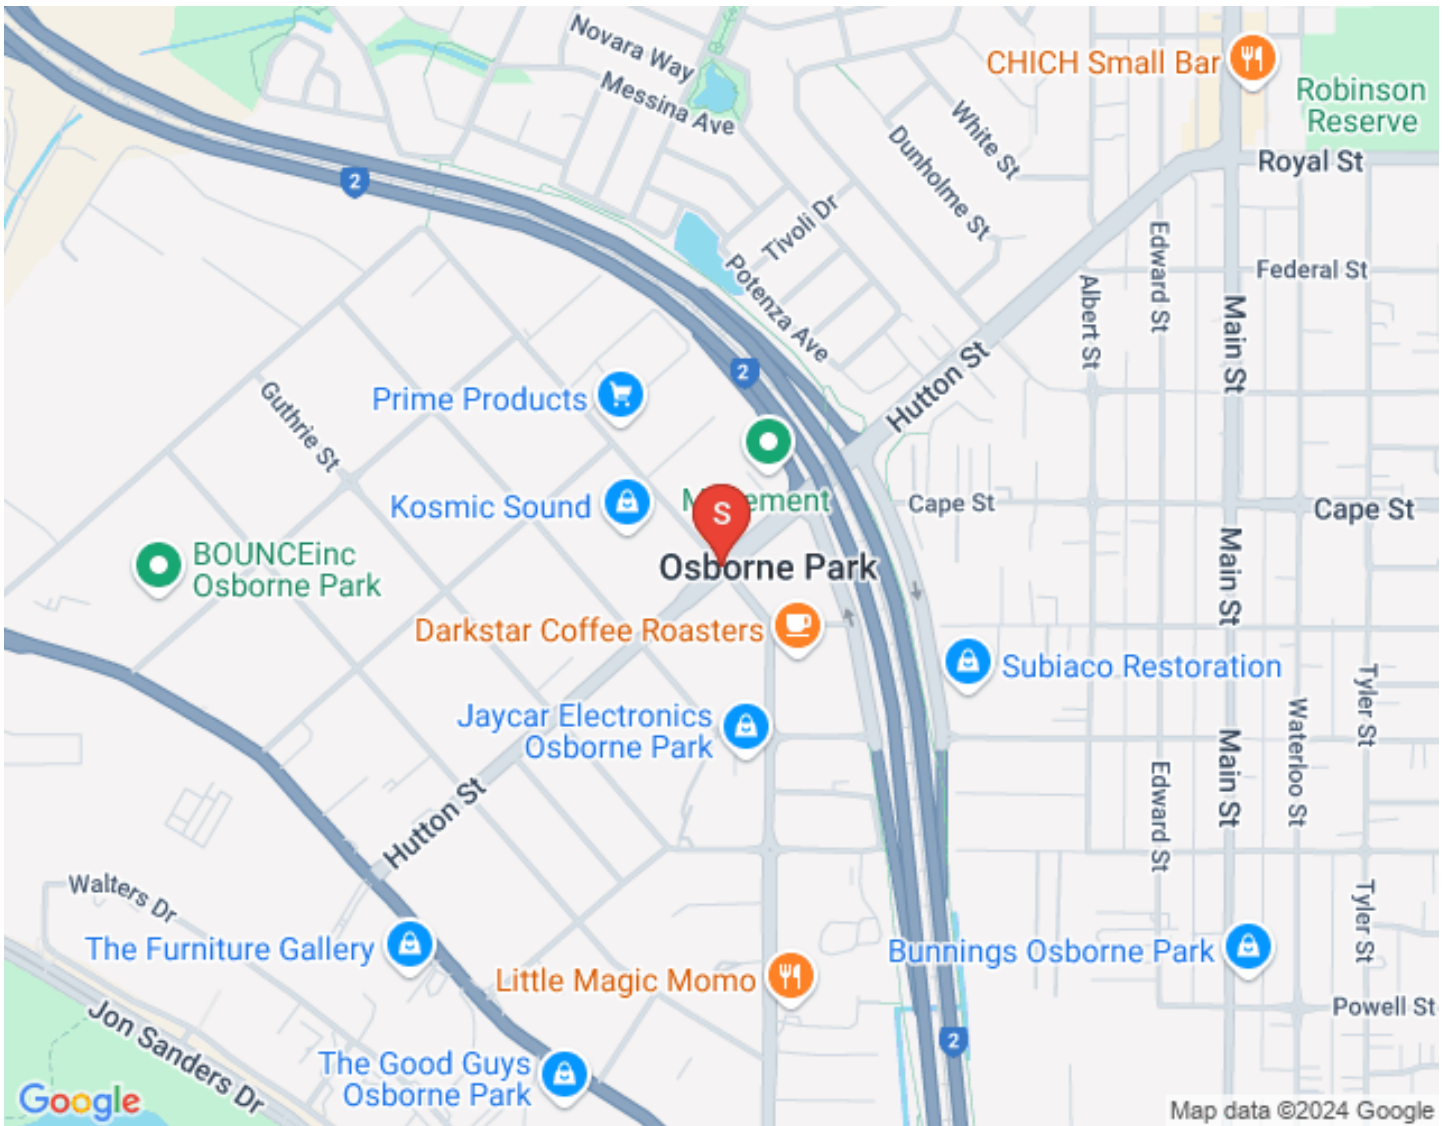 Novara Way
Messina Ave
CHICH Small Bar
Robinson
Reserve
White St
Dunholme St
Royal St
2
Tivoli Dr
Edward St
Federal St
Potenza Ave
Albert St
Main St
2
Hutton St
Prime Products
Guthrie St
Kosmic Sound
Cape St
Cape St
S
Osborne Park
BOUNCEinc
Osborne Park
Main St
Darkstar Coffee Roasters
Subiaco Restoration
Tyler St
Jaycar Electronics
Osborne Park
Waterloo St
Main St
Edward St
Hutton St
Walters Dr
Tyler St
The Furniture Gallery
Bunnings Osborne Park
Little Magic Momo
Powell St
Jon Sanders Dr
2
The Good Guys
Osborne Park
Google
Map data ©2024 Google